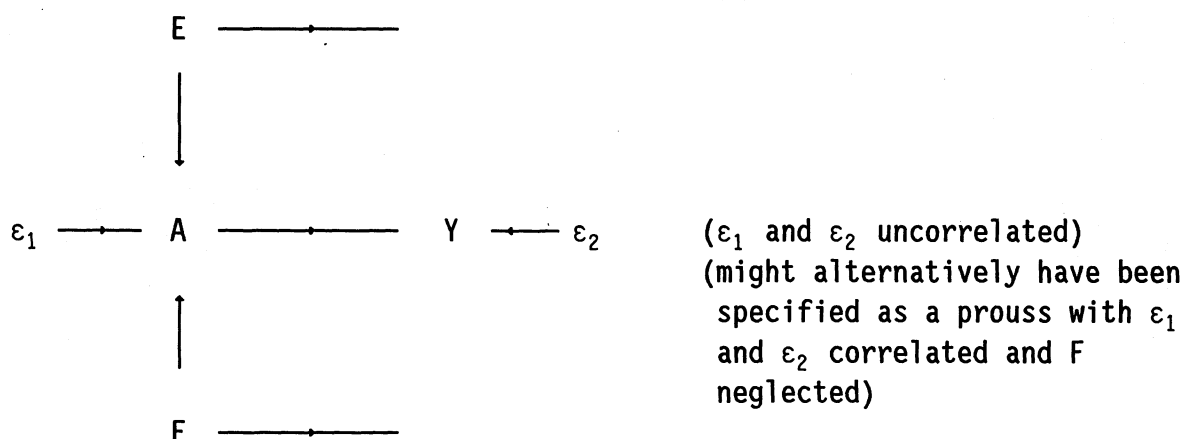 E
ε₁ A Y ε₂ (ε₁ and ε₂ uncorrelated)
(might alternatively have been
specified as a prouss with ε₁
and ε₂ correlated and F
neglected)
F